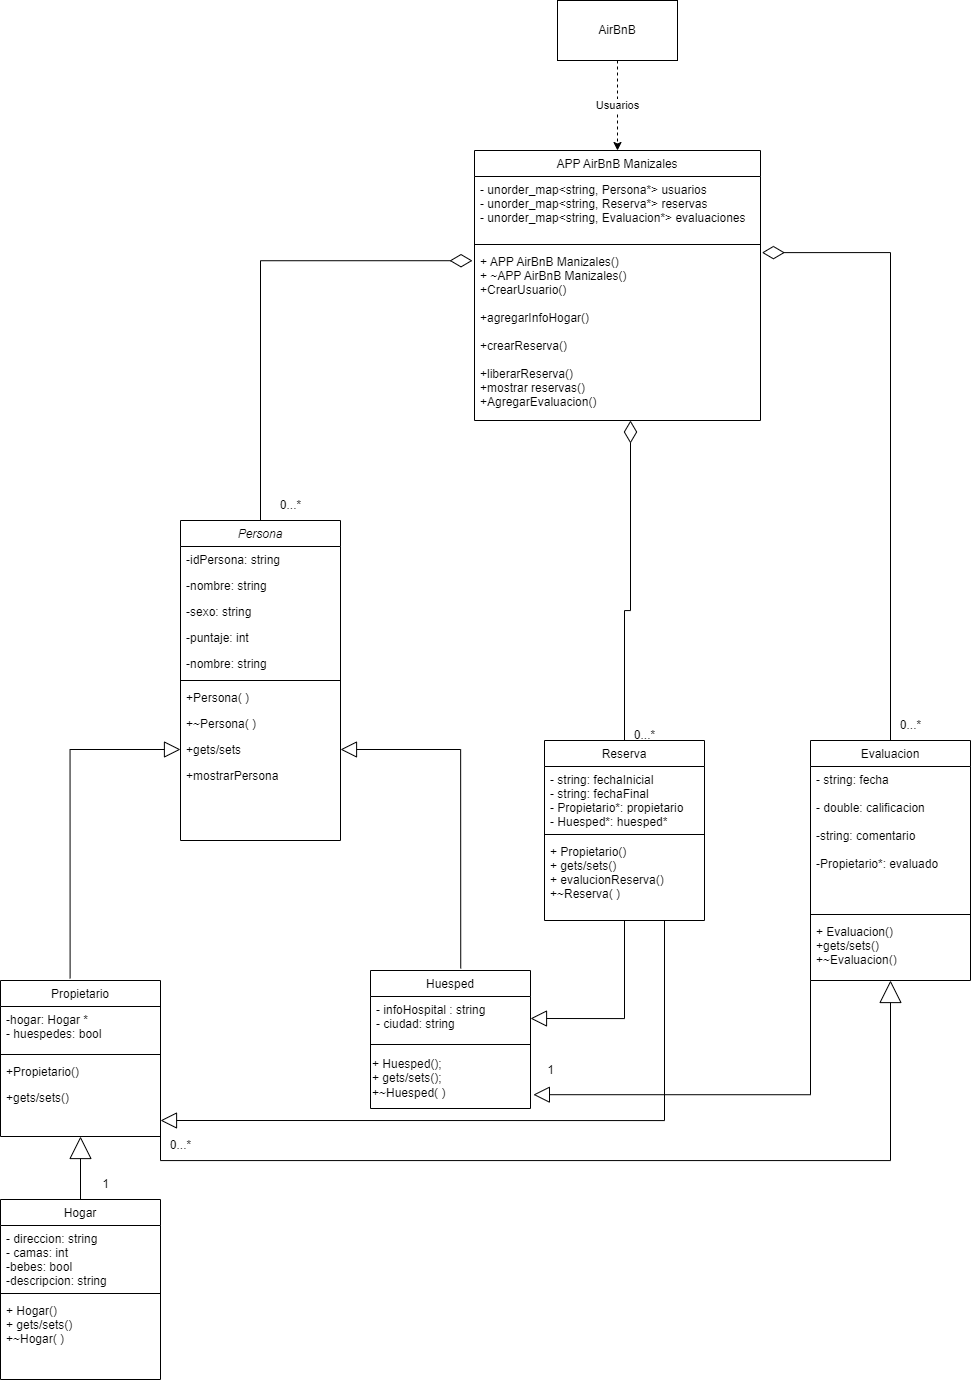 AirBnB
Usuarios
APP AirBnB Manizales
- unorder_map<string, Persona*> usuarios
- unorder_map<string, Reserva*> reservas
- unorder_map<string, Evaluacion*> evaluaciones
+ APP AirBnB Manizales()
+ ~APP AirBnB Manizales()
+CrearUsuario()
+agregarInfoHogar()
+crearReserva()
+liberarReserva()
+mostrar reservas()
+AgregarEvaluacion()
0...*
Persona
-idPersona: string
-nombre: string
-sexo: string
-puntaje: int
-nombre: string
+Persona( )
+~Persona( )
+gets/sets
+mostrarPersona
0...*
Reserva
- string: fechaInicial
- string: fechaFinal
- Propietario*: propietario
- Huesped*: huesped*
+ Propietario()
+ gets/sets()
+ evalucionReserva()
+~Reserva( )
0...*
Evaluacion
- string: fecha
- double: calificacion
-string: comentario
-Propietario*: evaluado
+ Evaluacion()
+gets/sets()
+~Evaluacion()
Propietario
-hogar: Hogar *
- huespedes: bool
+Propietario()
+gets/sets()
Huesped
- infoHospital : string
- ciudad: string
+ Huesped();
+ gets/sets();
+~Huesped( )
1
0...*
1
Hogar
- direccion: string
- camas: int
-bebes: bool
-descripcion: string
+ Hogar()
+ gets/sets()
+~Hogar( )